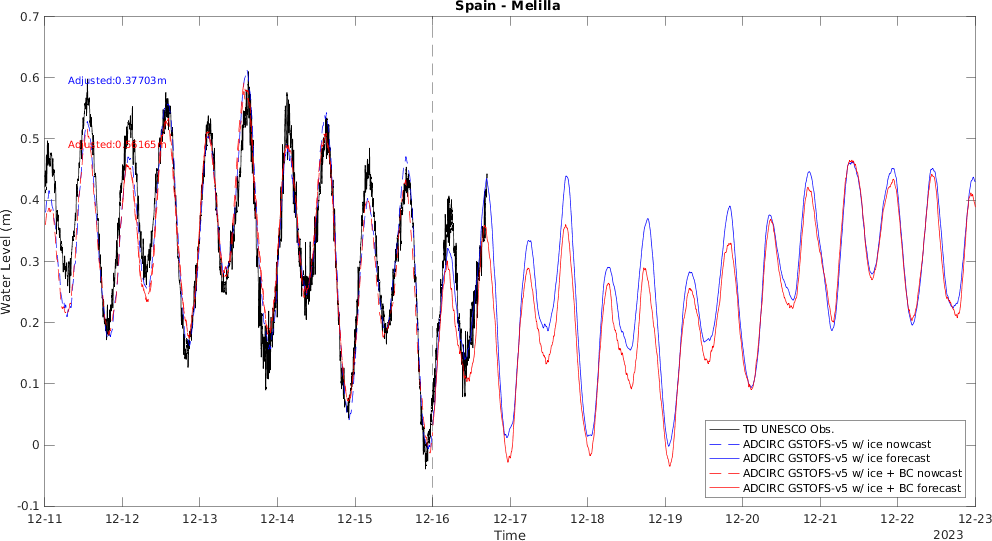 Spain - Melilla
Water Level (m)
0.7
0.6
0.5
0.4
0.3
0.2
0.1
0
-0.1
Adjusted:0.37703m
TD UNESCO Obs.
ADCIRC GSTOFS-v5 w/ ice nowcast
ADCIRC GSTOFS-v5 w/ ice forecast
ADCIRC GSTOFS-v5 w/ ice + BC nowcast
ADCIRC GSTOFS-v5 w/ ice + BC forecast
12-11 12-12 12-13 12-14 12-15 12-16 12-17 12-18 12-19 12-20 12-21 12-22 12-23
Time
2023